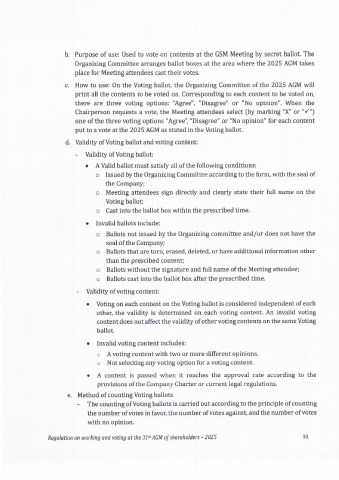 b. Purpose of use: Used to vote on contents at the GSM Meeting by secret ballot. The
Organizing Committee arranges ballot boxes at the area where the 2025 AGM takes
place for Meeting attendees cast their votes.
c. How to use: On the Voting ballot, the Organizing Committee of the 2025 AGM will
print all the contents to be voted on. Corresponding to each content to be voted on,
there are three voting options: "Agree", "Disagree" or "No opinion". When the
Chairperson requests a vote, the Meeting attendees select (by marking "X" or "✓")
one of the three voting options "Agree", "Disagree" or "No opinion" for each content
put to a vote at the 2025 AGM as stated in the Voting ballot.
d. Validity of Voting ballot and voting content:
- Validity of Voting ballot:
• A Valid ballot must satisfy all of the following conditions:
o Issued by the Organizing Committee according to the form, with the seal of
the Company;
o Meeting attendees sign directly and clearly state their full name on the
Voting ballot;
o Cast into the ballot box within the prescribed time.
• Invalid ballots include:
o Ballots not issued by the Organizing committee and/or does not have the
seal of the Company;
o Ballots that are torn, erased, deleted, or have additional information other
than the prescibed content;
o Ballots without the signature and full name of the Meeting attendee;
o Ballots cast into the ballot box after the prescribed time.
- Validity of voting content:
• Voting on each content on the Voting ballot is considered independent of each
other, the validity is determined on each voting content. An invalid voting
content does not affect the validity of other voting contents on the same Voting
ballot.
• Invalid voting content includes:
o A voting content with two or more different opinions.
o Not selecting any voting option for a voting content.
• A content is passed when it reaches the approval rate according to the
provisions of the Company Charter or current legal regulations.
e. Method of counting Voting ballots
- The counting of Voting ballots is carried out according to the principle of counting
the number of votes in favor, the number of votes against, and the number of votes
with no opinion.
Regulation on working and voting at the 31st AGM of shareholders – 2025 10